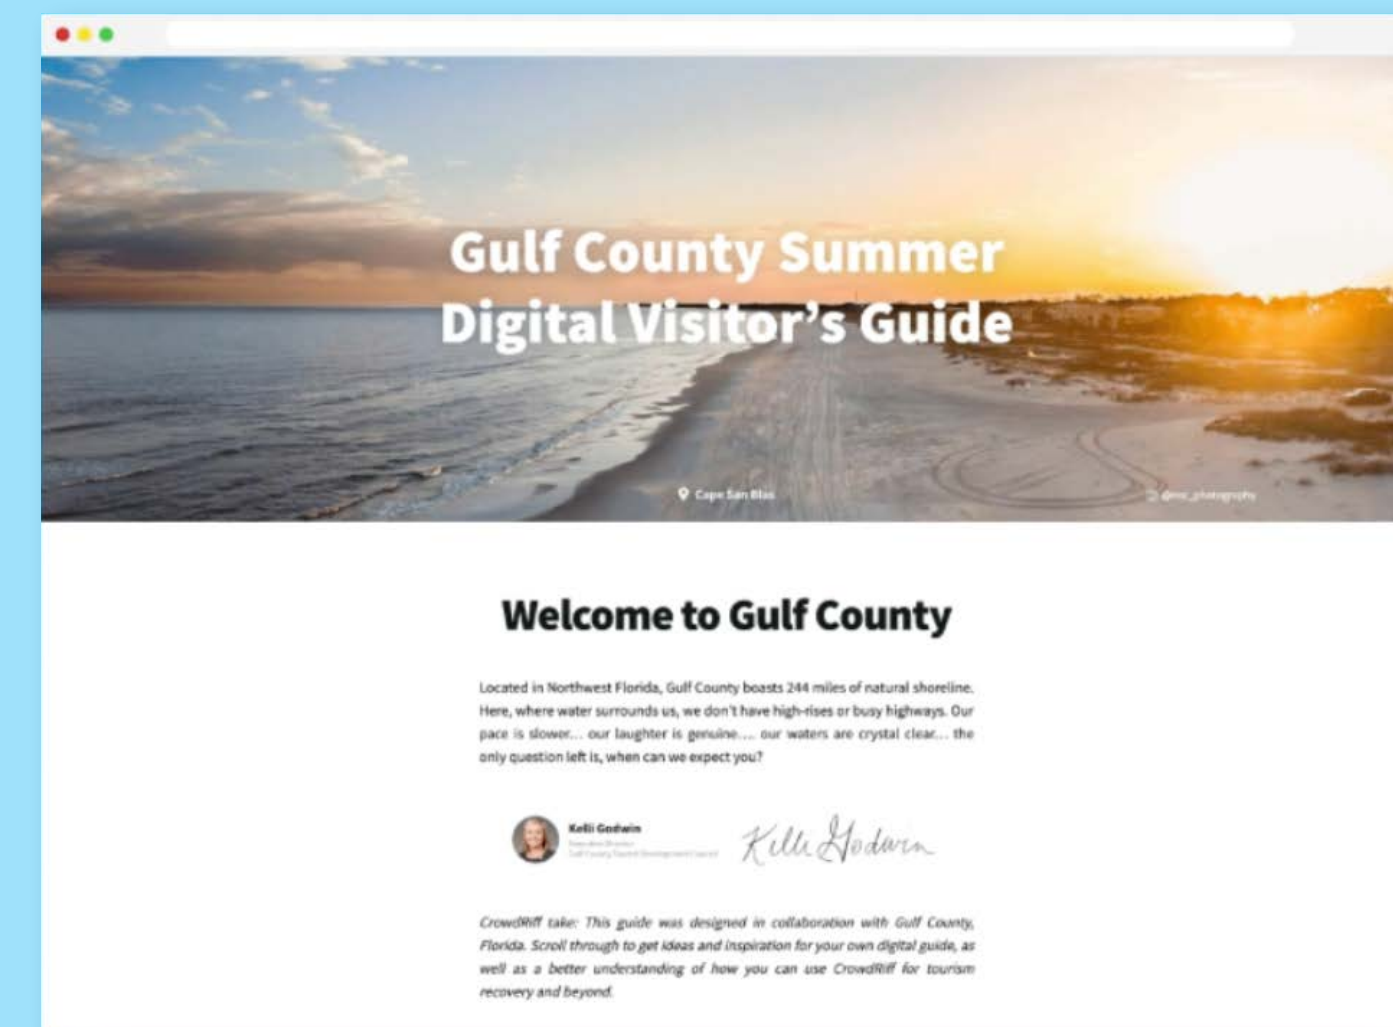 Gulf County Summer
Digital Visitor's Guide
Cape San Blas
Welcome to Gulf County
Located in Northwest Florida, Gulf County boasts 244 miles of natural shoreline.
Here, where water surrounds us, we don't have high-rises or busy highways. Our
pace is slower... our laughter is genuine.... our waters are crystal clear... the
only question left is, when can we expect you?
Kelli Godwin
Gulf County Tourist Development Council
Kelli Godwin
CrowdRiff take: This guide was designed in collaboration with Gulf County,
Florida. Scroll through to get ideas and inspiration for your own digital guide, as
well as a better understanding of how you can use CrowdRiff for tourism
recovery and beyond.